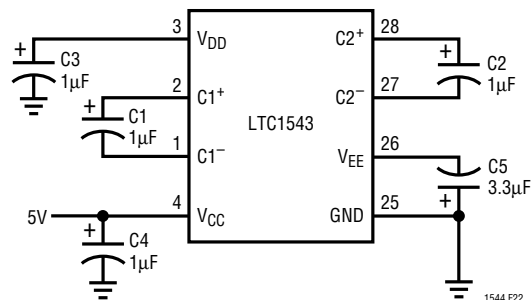 3 V_DD C2+ 28
+ C3 1µF
+ C2 1µF
2 C1+ C2− 27
+ C1 1µF
LTC1543
1 C1− V_EE 26
C5 3.3µF +
5V 4 V_CC GND 25
+ C4 1µF
1544 F22